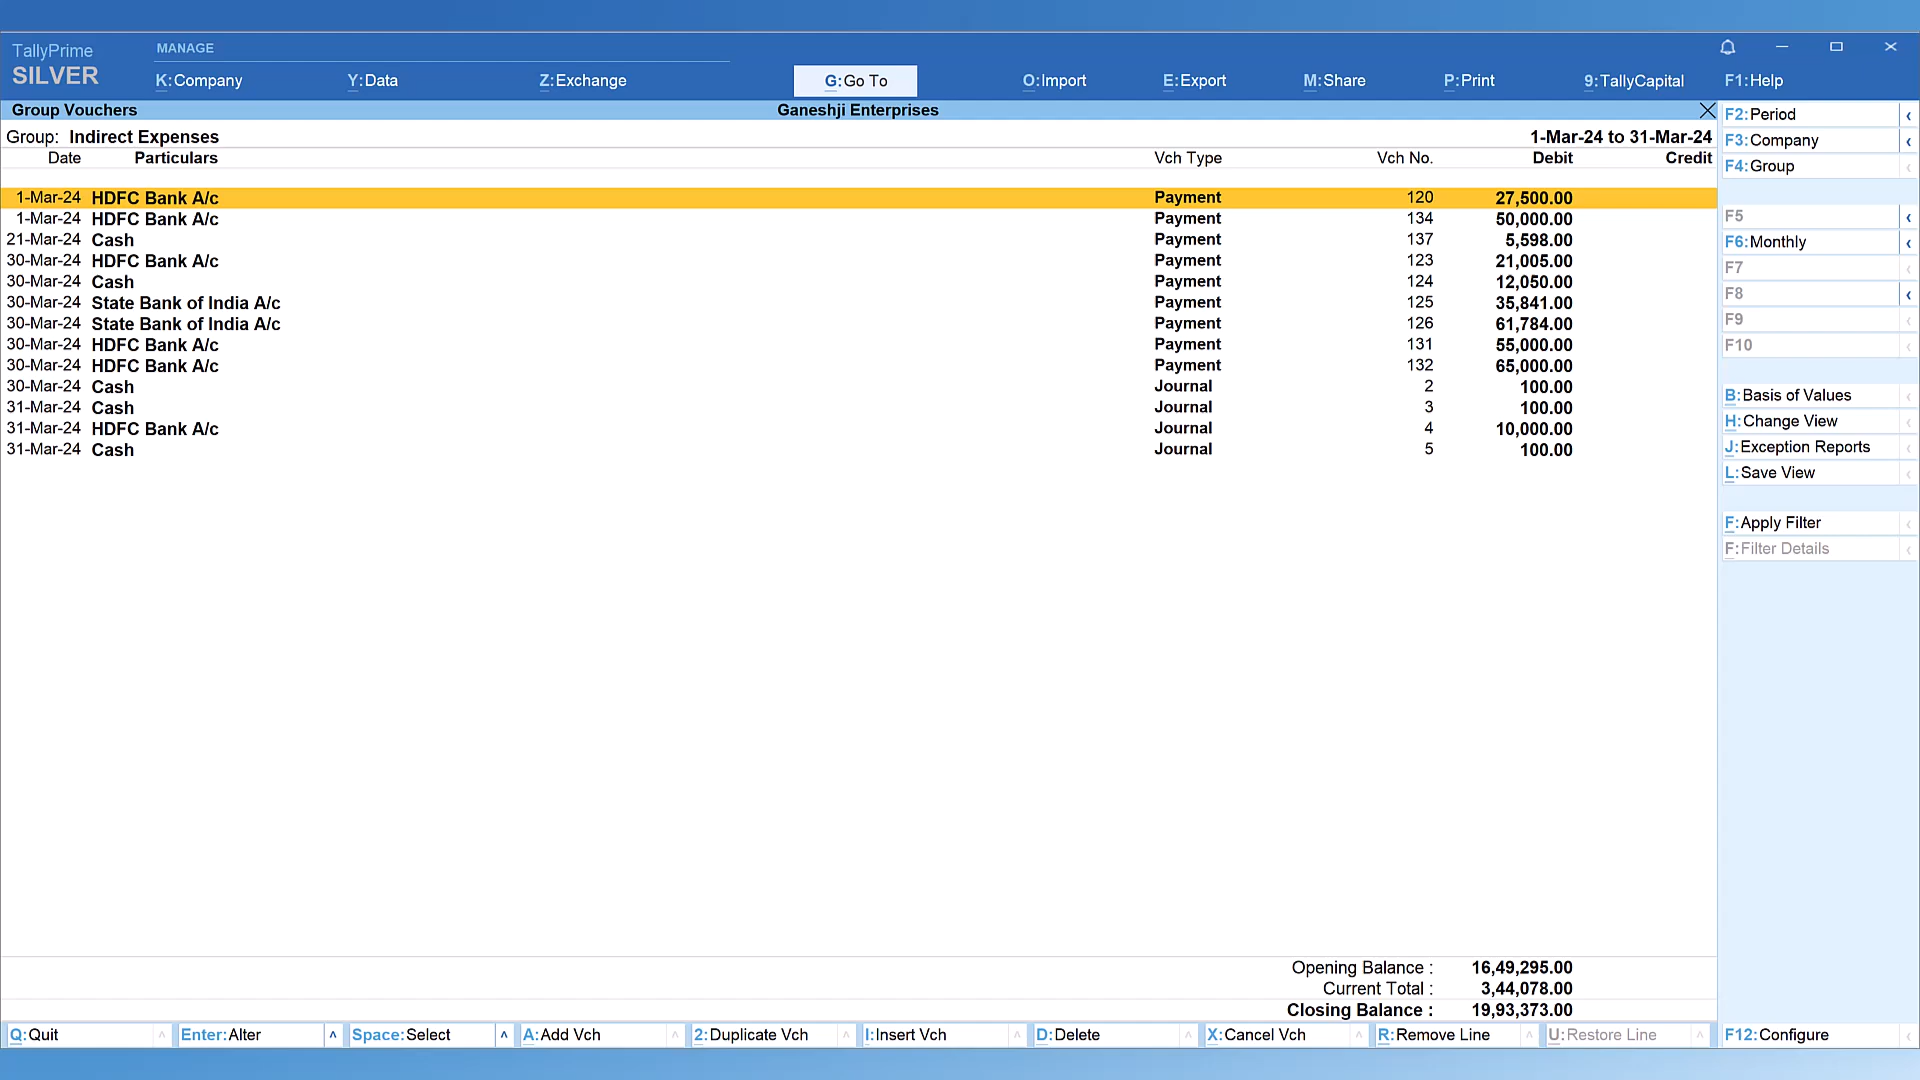 TallyPrime
SILVER
MANAGE
K:Company Y:Data Z:Exchange G:Go To O:Import E:Export M:Share P:Print 9:TallyCapital F1:Help
Group Vouchers Ganeshji Enterprises
Group: Indirect Expenses 1-Mar-24 to 31-Mar-24
Date Particulars Vch Type Vch No. Debit Credit
1-Mar-24 HDFC Bank A/c Payment 120 27,500.00
1-Mar-24 HDFC Bank A/c Payment 134 50,000.00
21-Mar-24 Cash Payment 137 5,598.00
30-Mar-24 HDFC Bank A/c Payment 123 21,005.00
30-Mar-24 Cash Payment 124 12,050.00
30-Mar-24 State Bank of India A/c Payment 125 35,841.00
30-Mar-24 State Bank of India A/c Payment 126 61,784.00
30-Mar-24 HDFC Bank A/c Payment 131 55,000.00
30-Mar-24 HDFC Bank A/c Payment 132 65,000.00
30-Mar-24 Cash Journal 2 100.00
31-Mar-24 Cash Journal 3 100.00
31-Mar-24 HDFC Bank A/c Journal 4 10,000.00
31-Mar-24 Cash Journal 5 100.00
Opening Balance : 16,49,295.00
Current Total : 3,44,078.00
Closing Balance : 19,93,373.00
F2:Period
F3:Company
F4:Group
F5
F6:Monthly
F7
F8
F9
F10
B:Basis of Values
H:Change View
J:Exception Reports
L:Save View
F:Apply Filter
F:Filter Details
Q:Quit Enter:Alter Space:Select A:Add Vch 2:Duplicate Vch I:Insert Vch D:Delete X:Cancel Vch R:Remove Line U:Restore Line F12:Configure